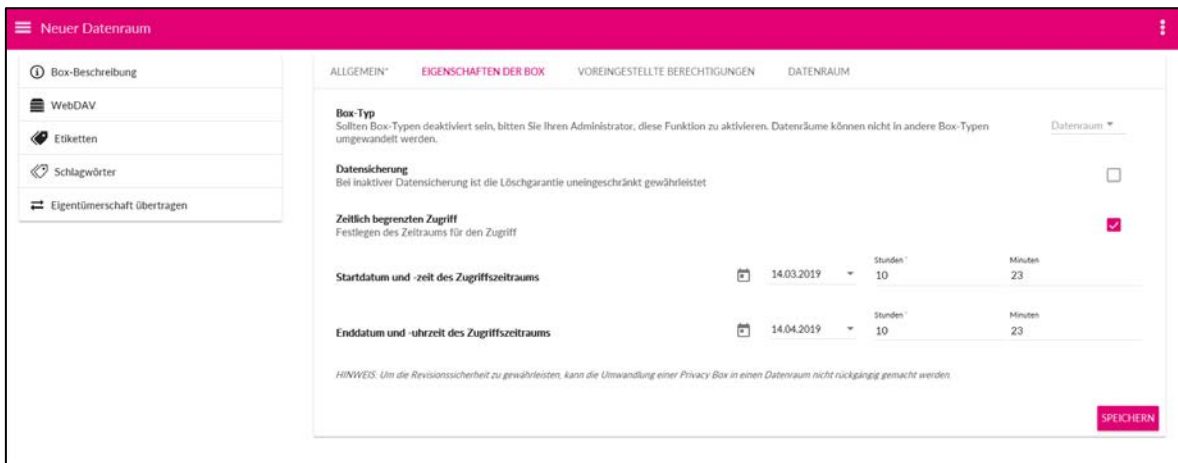 Neuer Datenraum
Box-Beschreibung
WebDAV
Etiketten
Schlagwörter
Eigentümerschaft übertragen
ALLGEMEIN* EIGENSCHAFTEN DER BOX VOREINGESTELLTE BERECHTIGUNGEN DATENRAUM
Box-Typ
Sollten Box-Typen deaktiviert sein, bitten Sie Ihren Administrator, diese Funktion zu aktivieren. Datenräume können nicht in andere Box-Typen
umgewandelt werden.
Datenraum
Datensicherung
Bei inaktiver Datensicherung ist die Löschgarantie uneingeschränkt gewährleistet
Zeitlich begrenzten Zugriff
Festlegen des Zeitraums für den Zugriff
Startdatum und -zeit des Zugriffszeitraums
14.03.2019
Stunden *
10
Minuten
23
Enddatum und -uhrzeit des Zugriffszeitraums
14.04.2019
Stunden *
10
Minuten
23
HINWEIS: Um die Revisionssicherheit zu gewährleisten, kann die Umwandlung einer Privacy Box in einen Datenraum nicht rückgängig gemacht werden.
SPEICHERN